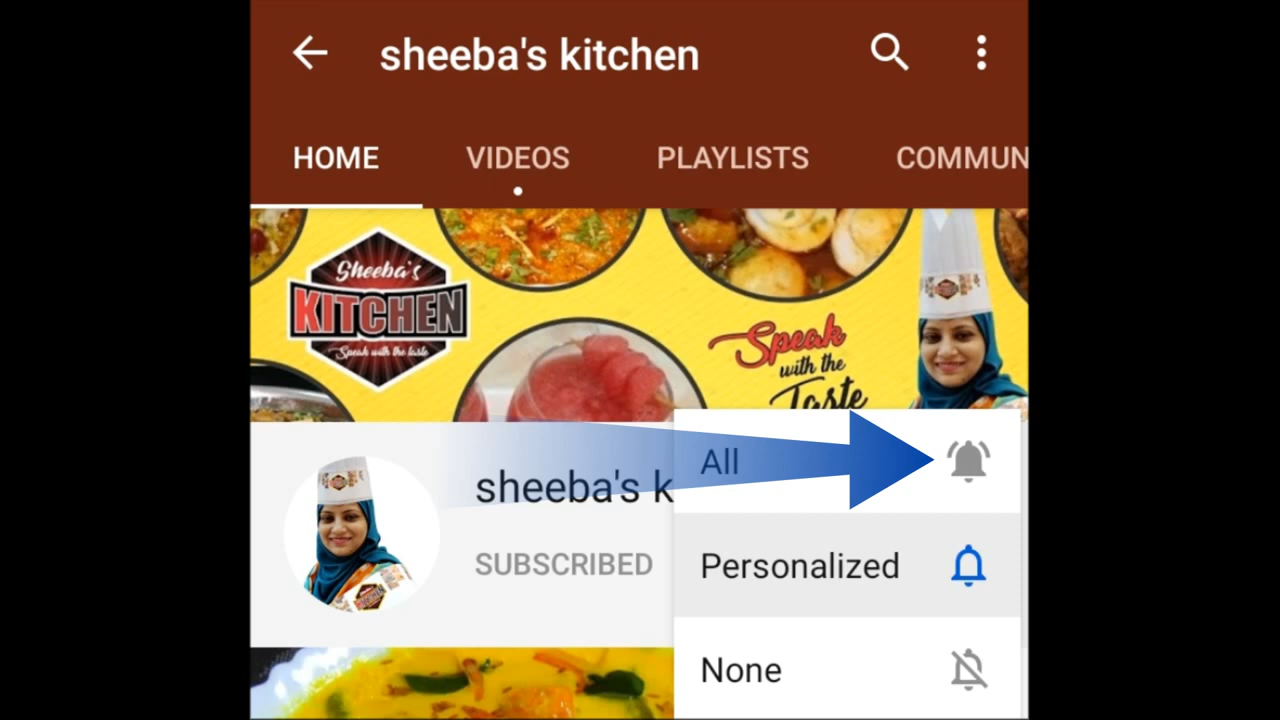 sheeba's kitchen
HOME VIDEOS PLAYLISTS COMMUN
Sheeba's
KITCHEN
Speak with the taste
Speak
with the
Taste
All
sheeba's k
SUBSCRIBED
Personalized
None